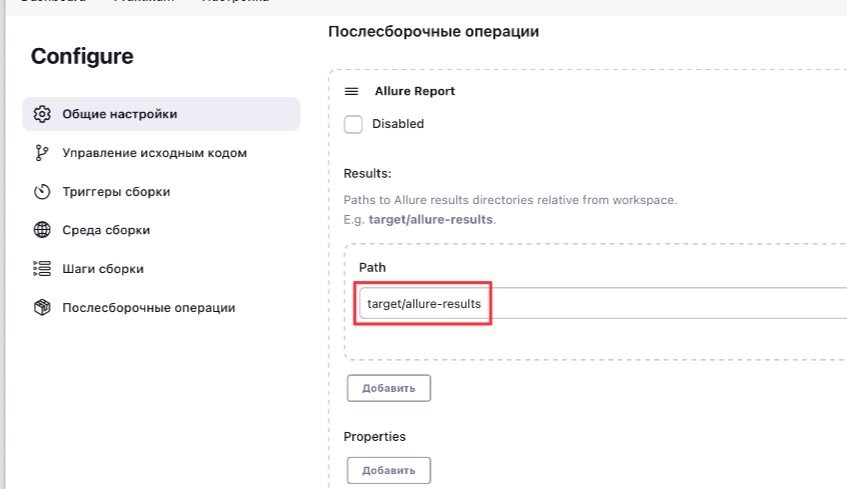 Послесборочные операции
Configure
Общие настройки
Управление исходным кодом
Триггеры сборки
Среда сборки
Шаги сборки
Послесборочные операции
Allure Report
Disabled
Results:
Paths to Allure results directories relative from workspace.
E.g. target/allure-results.
Path
target/allure-results
Добавить
Properties
Добавить